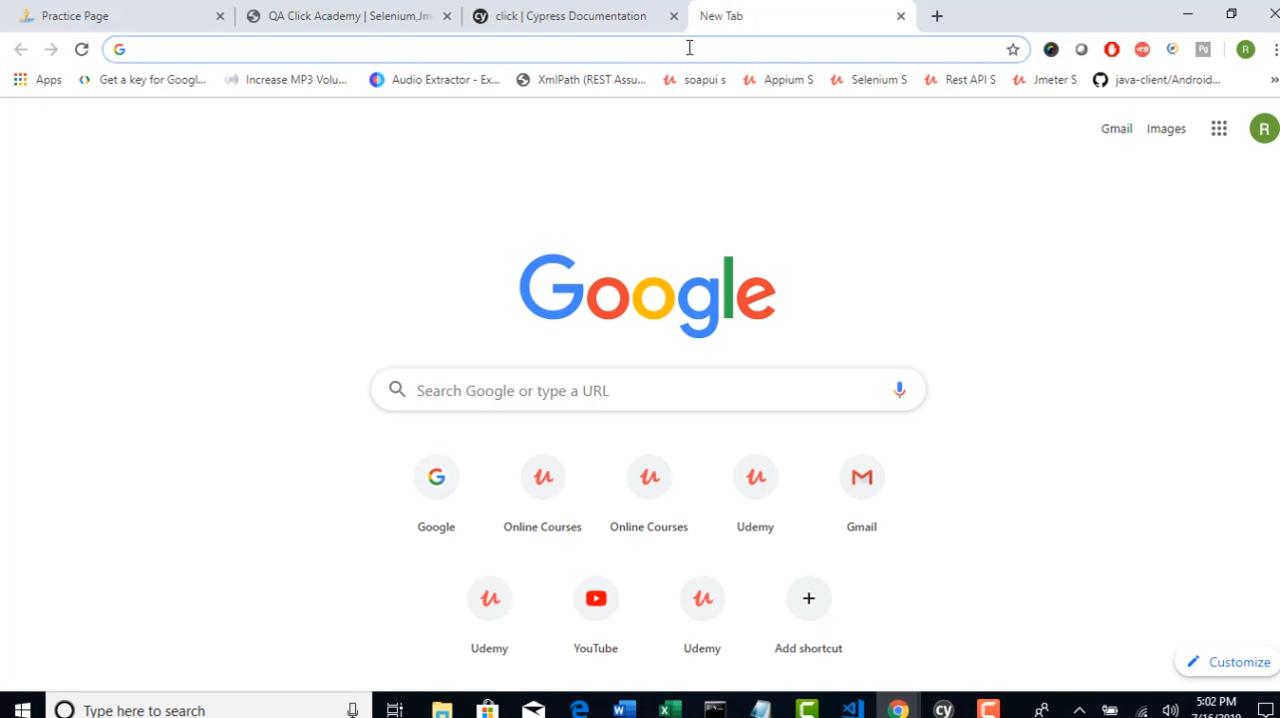 Practice Page
QA Click Academy | Selenium,Jm
click | Cypress Documentation
New Tab
R
Apps
Get a key for Googl...
Increase MP3 Volu...
Audio Extractor - Ex...
XmlPath (REST Assu...
soapui s
Appium S
Selenium S
Rest API S
Jmeter S
java-client/Android...
Gmail
Images
R
Google
Search Google or type a URL
Google
Online Courses
Online Courses
Udemy
Gmail
Udemy
YouTube
Udemy
Add shortcut
Customize
Type here to search
5:02 PM